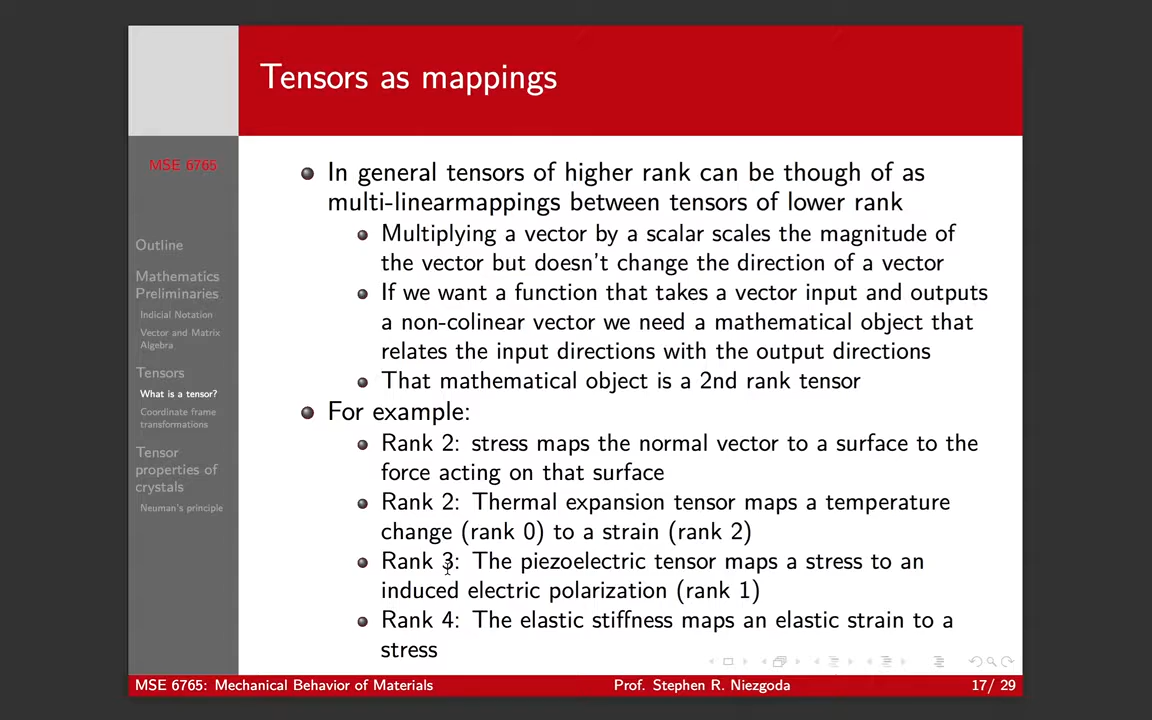 Tensors as mappings
MSE 6765
Outline
Mathematics
Preliminaries
Indicial Notation
Vector and Matrix
Algebra
Tensors
What is a tensor?
Coordinate frame
transformations
Tensor
properties of
crystals
Neuman's principle
In general tensors of higher rank can be though of as
multi-linearmappings between tensors of lower rank
Multiplying a vector by a scalar scales the magnitude of
the vector but doesn't change the direction of a vector
If we want a function that takes a vector input and outputs
a non-colinear vector we need a mathematical object that
relates the input directions with the output directions
That mathematical object is a 2nd rank tensor
For example:
Rank 2: stress maps the normal vector to a surface to the
force acting on that surface
Rank 2: Thermal expansion tensor maps a temperature
change (rank 0) to a strain (rank 2)
Rank 3: The piezoelectric tensor maps a stress to an
induced electric polarization (rank 1)
Rank 4: The elastic stiffness maps an elastic strain to a
stress
MSE 6765: Mechanical Behavior of Materials
Prof. Stephen R. Niezgoda
17/ 29